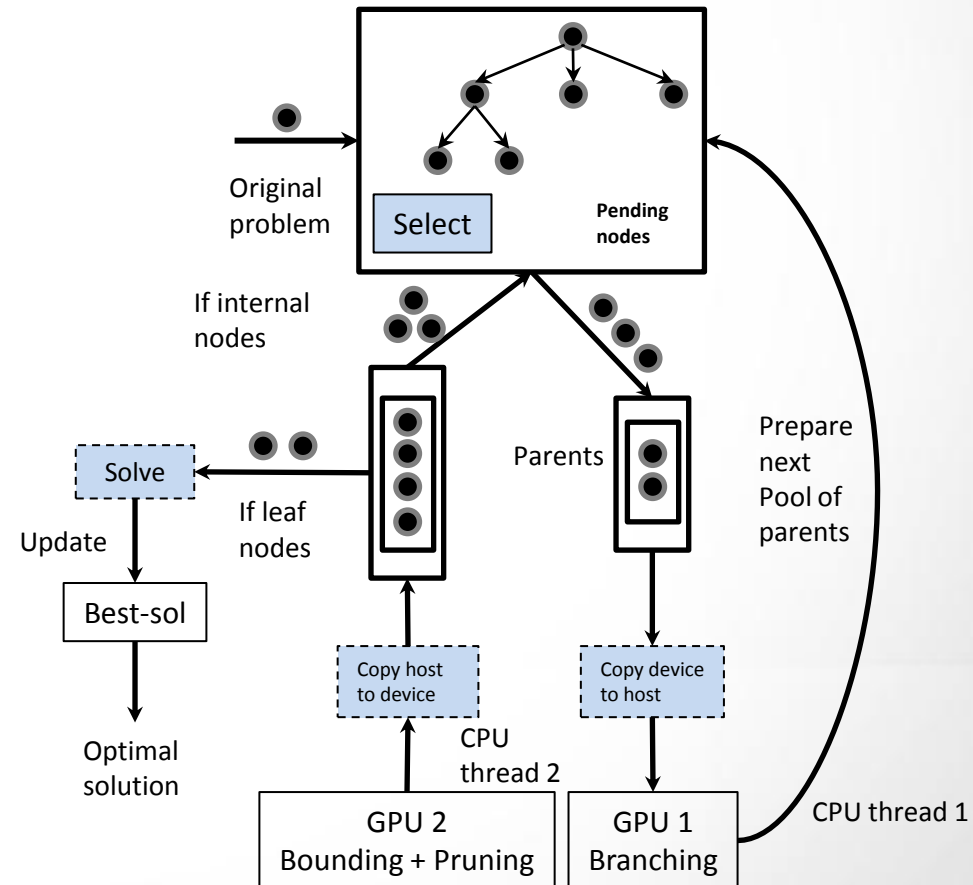 Original
problem
Select
Pending
nodes
If internal
nodes
Parents
Prepare
next
Pool of
parents
Solve
If leaf
nodes
Update
Best-sol
Copy host
to device
Copy device
to host
Optimal
solution
CPU
thread 2
GPU 2
Bounding + Pruning
GPU 1
Branching
CPU thread 1